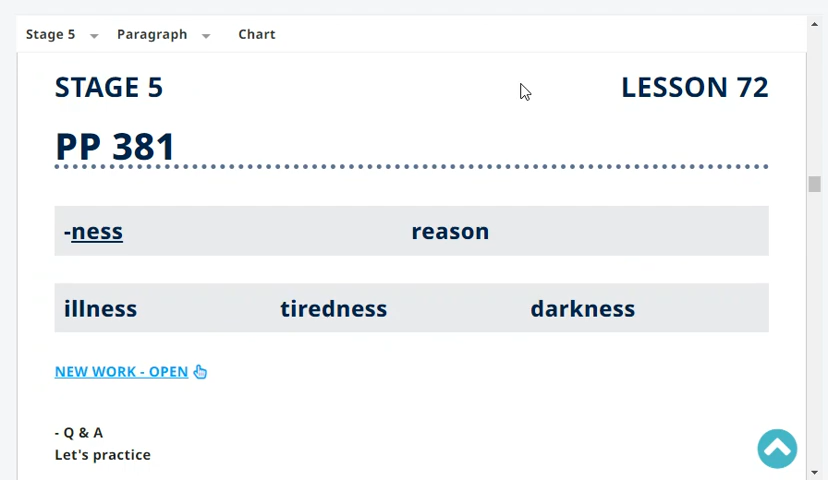 Stage 5 Paragraph Chart
STAGE 5 LESSON 72
PP 381
-ness reason
illness tiredness darkness
NEW WORK - OPEN
- Q & A
Let's practice